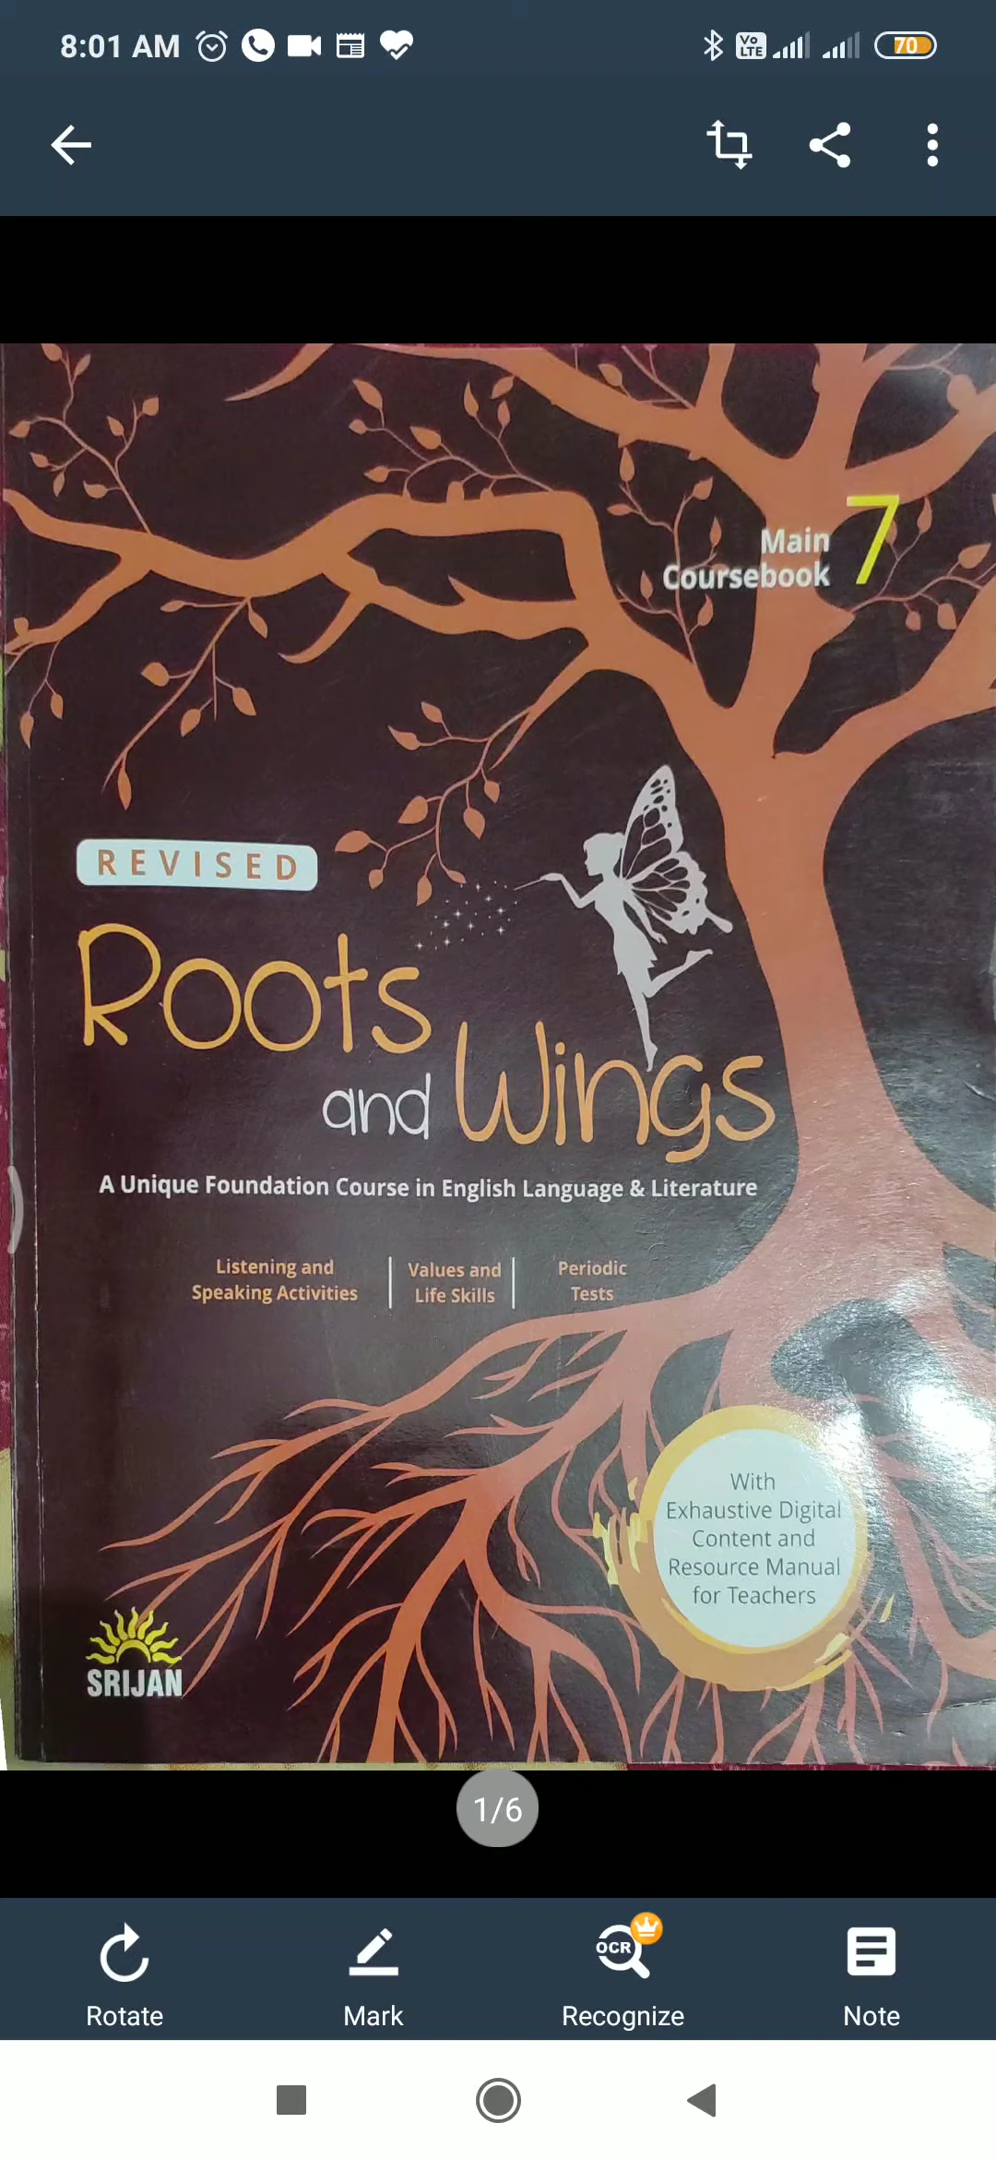 8:01 AM
Vo
LTE
70
Main
Coursebook 7
REVISED
Roots
and Wings
A Unique Foundation Course in English Language & Literature
Listening and
Speaking Activities
Values and
Life Skills
Periodic
Tests
With
Exhaustive Digital
Content and
Resource Manual
for Teachers
SRIJAN
1/6
OCR
Rotate
Mark
Recognize
Note